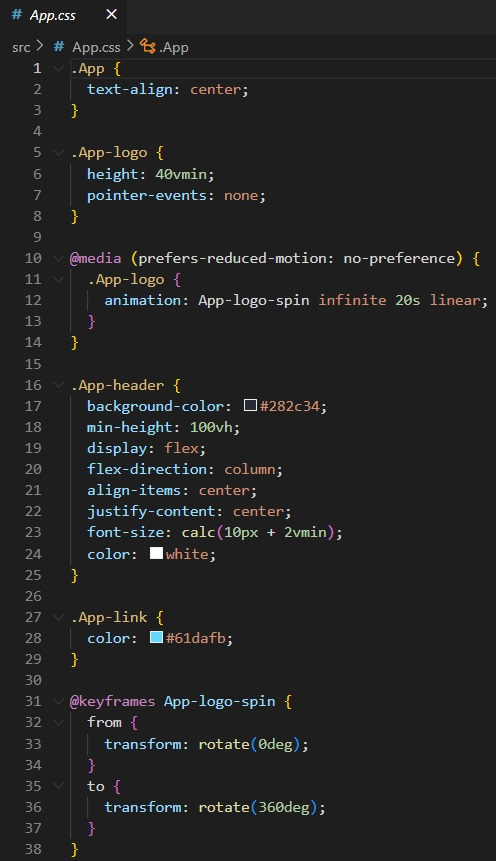 # App.css ×
src > # App.css > .App
1 .App {
2   text-align: center;
3 }
4
5 .App-logo {
6   height: 40vmin;
7   pointer-events: none;
8 }
9
10 @media (prefers-reduced-motion: no-preference) {
11   .App-logo {
12     animation: App-logo-spin infinite 20s linear;
13   }
14 }
15
16 .App-header {
17   background-color: #282c34;
18   min-height: 100vh;
19   display: flex;
20   flex-direction: column;
21   align-items: center;
22   justify-content: center;
23   font-size: calc(10px + 2vmin);
24   color: white;
25 }
26
27 .App-link {
28   color: #61dafb;
29 }
30
31 @keyframes App-logo-spin {
32   from {
33     transform: rotate(0deg);
34   }
35   to {
36     transform: rotate(360deg);
37   }
38 }